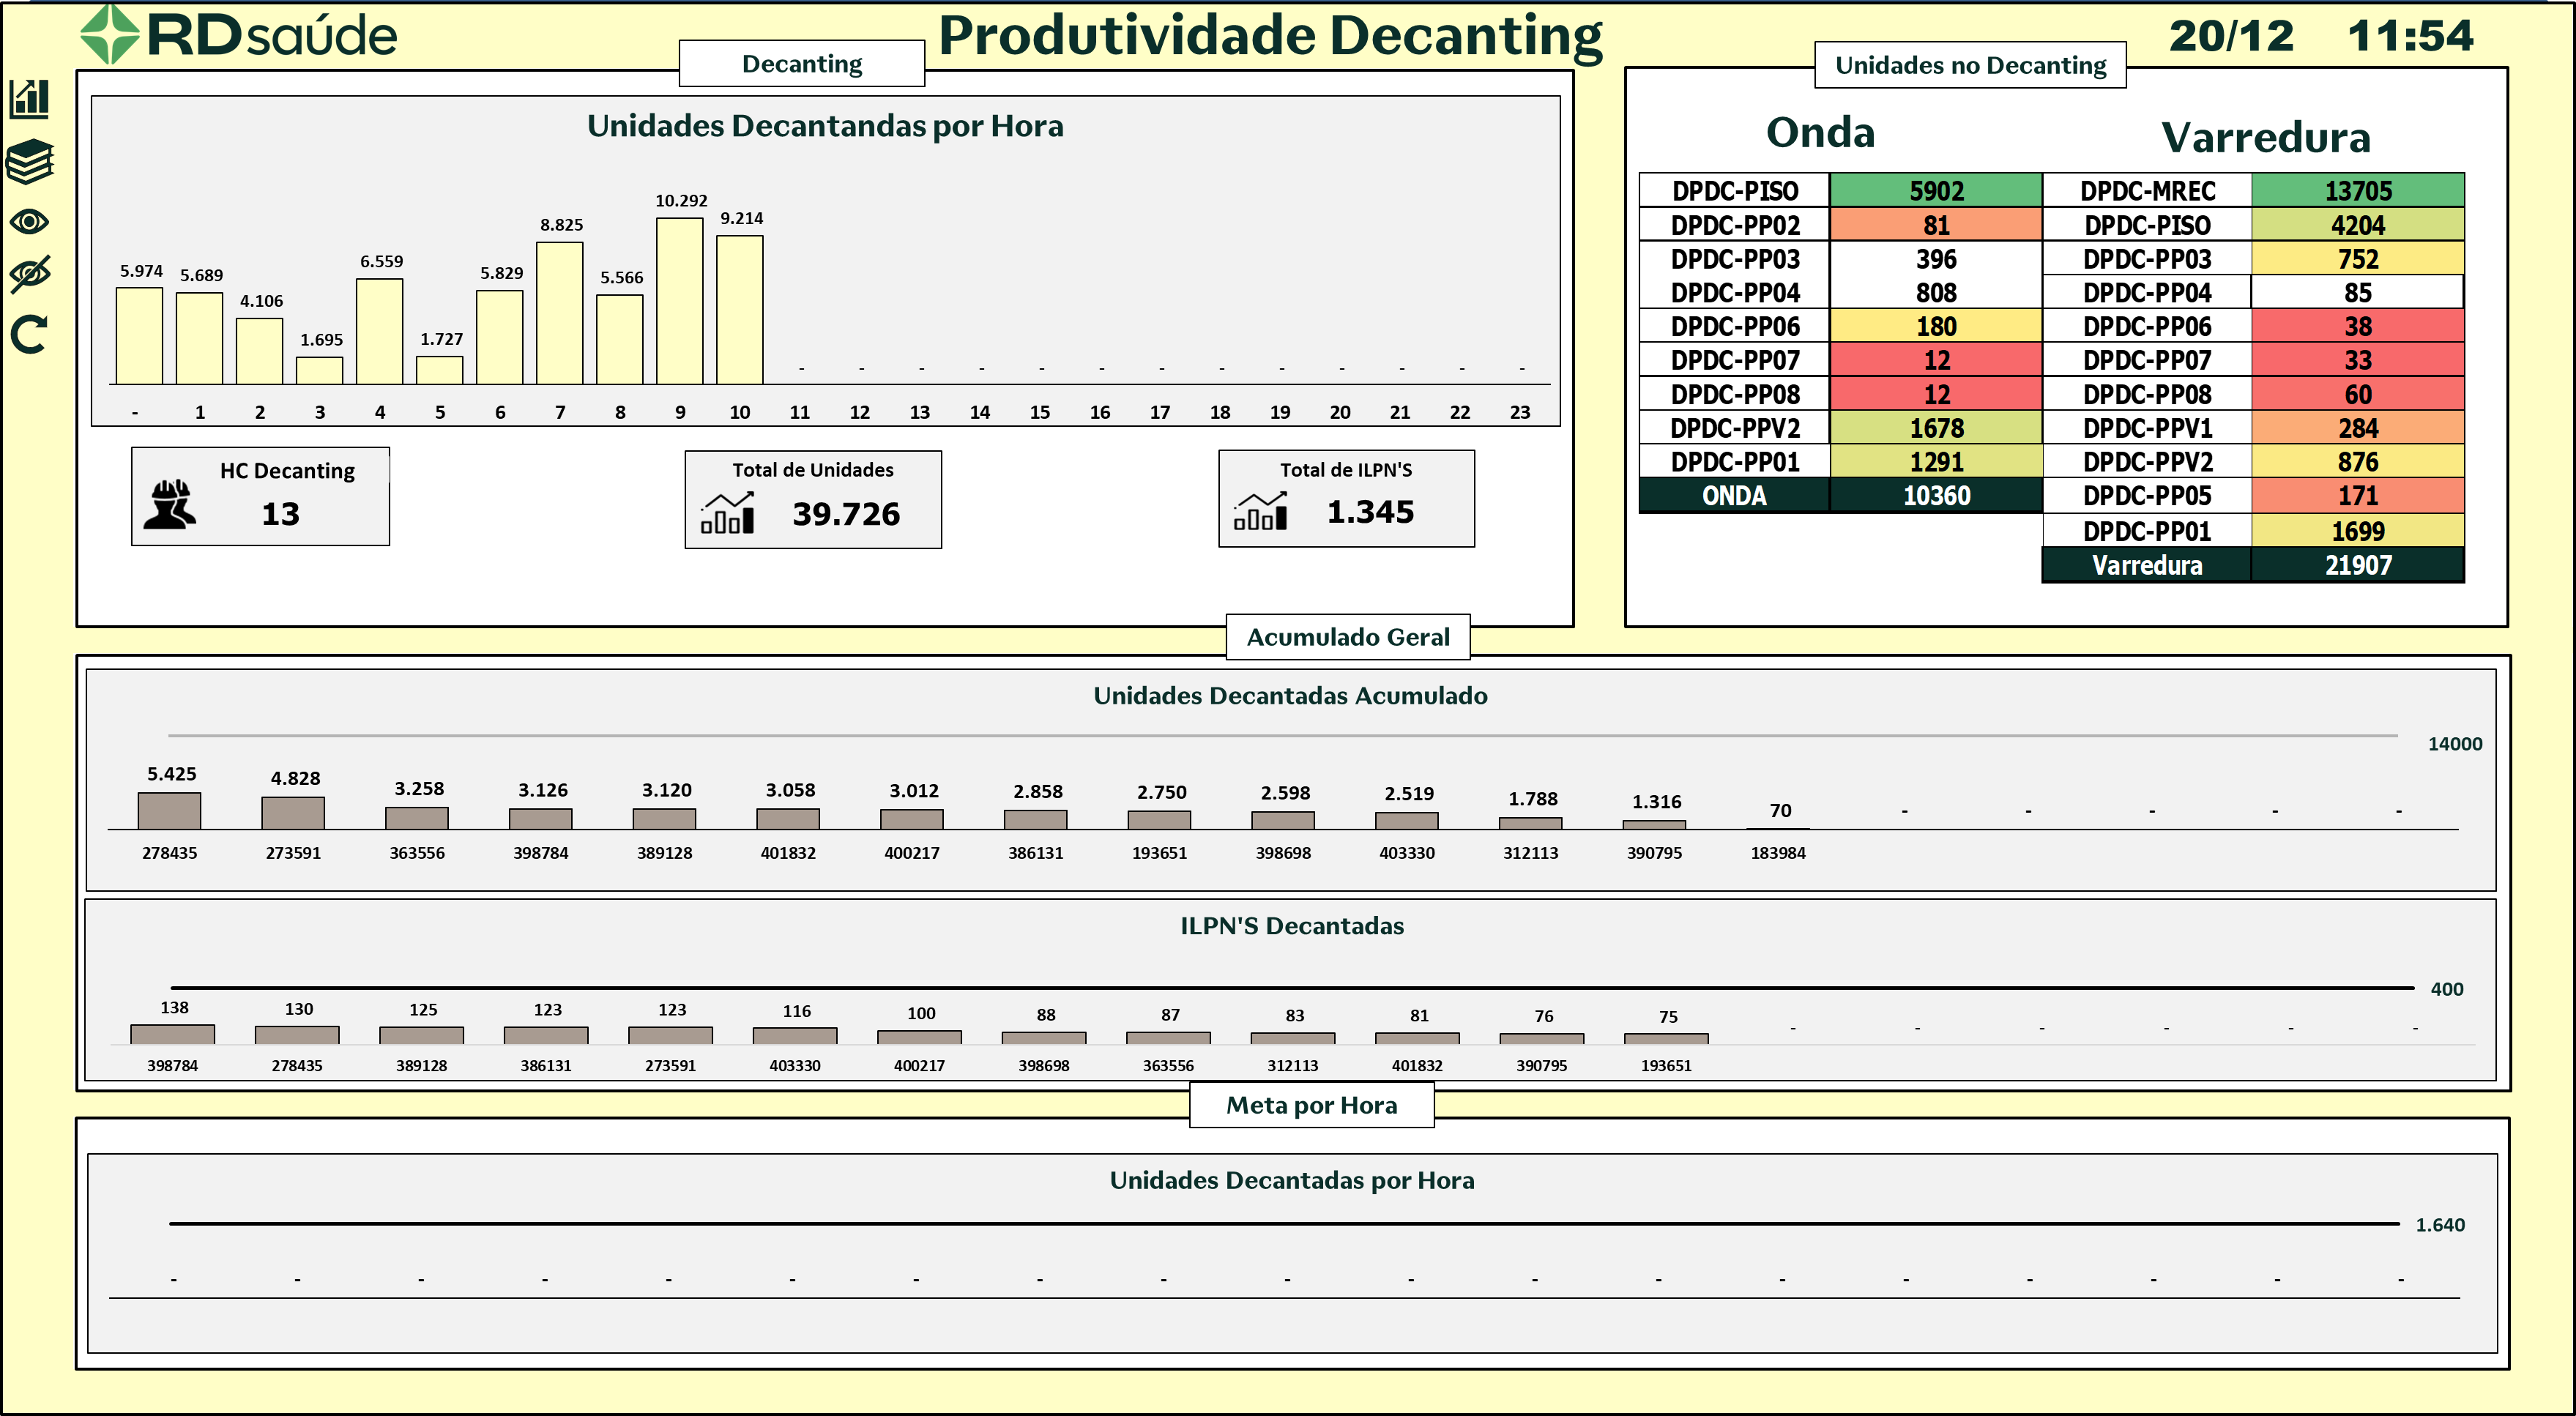 RDsaúde
Produtividade Decanting
20/12 11:54
Decanting
Unidades Decantandas por Hora
5.974 5.689 4.106 1.695 6.559 1.727 5.829 8.825 5.566 10.292 9.214 - - - - - - - - - - - - -
- 1 2 3 4 5 6 7 8 9 10 11 12 13 14 15 16 17 18 19 20 21 22 23
HC Decanting
13
Total de Unidades
39.726
Total de ILPN'S
1.345
Unidades no Decanting
Onda Varredura
DPDC-PISO 5902 DPDC-MREC 13705
DPDC-PP02 81 DPDC-PISO 4204
DPDC-PP03 396 DPDC-PP03 752
DPDC-PP04 808 DPDC-PP04 85
DPDC-PP06 180 DPDC-PP06 38
DPDC-PP07 12 DPDC-PP07 33
DPDC-PP08 12 DPDC-PP08 60
DPDC-PPV2 1678 DPDC-PPV1 284
DPDC-PP01 1291 DPDC-PPV2 876
ONDA 10360 DPDC-PP05 171
DPDC-PP01 1699
Varredura 21907
Acumulado Geral
Unidades Decantadas Acumulado
14000
5.425 4.828 3.258 3.126 3.120 3.058 3.012 2.858 2.750 2.598 2.519 1.788 1.316 70 - - - - -
278435 273591 363556 398784 389128 401832 400217 386131 193651 398698 403330 312113 390795 183984
ILPN'S Decantadas
400
138 130 125 123 123 116 100 88 87 83 81 76 75 - - - - - -
398784 278435 389128 386131 273591 403330 400217 398698 363556 312113 401832 390795 193651
Meta por Hora
Unidades Decantadas por Hora
1.640
- - - - - - - - - - - - - - - - - - -